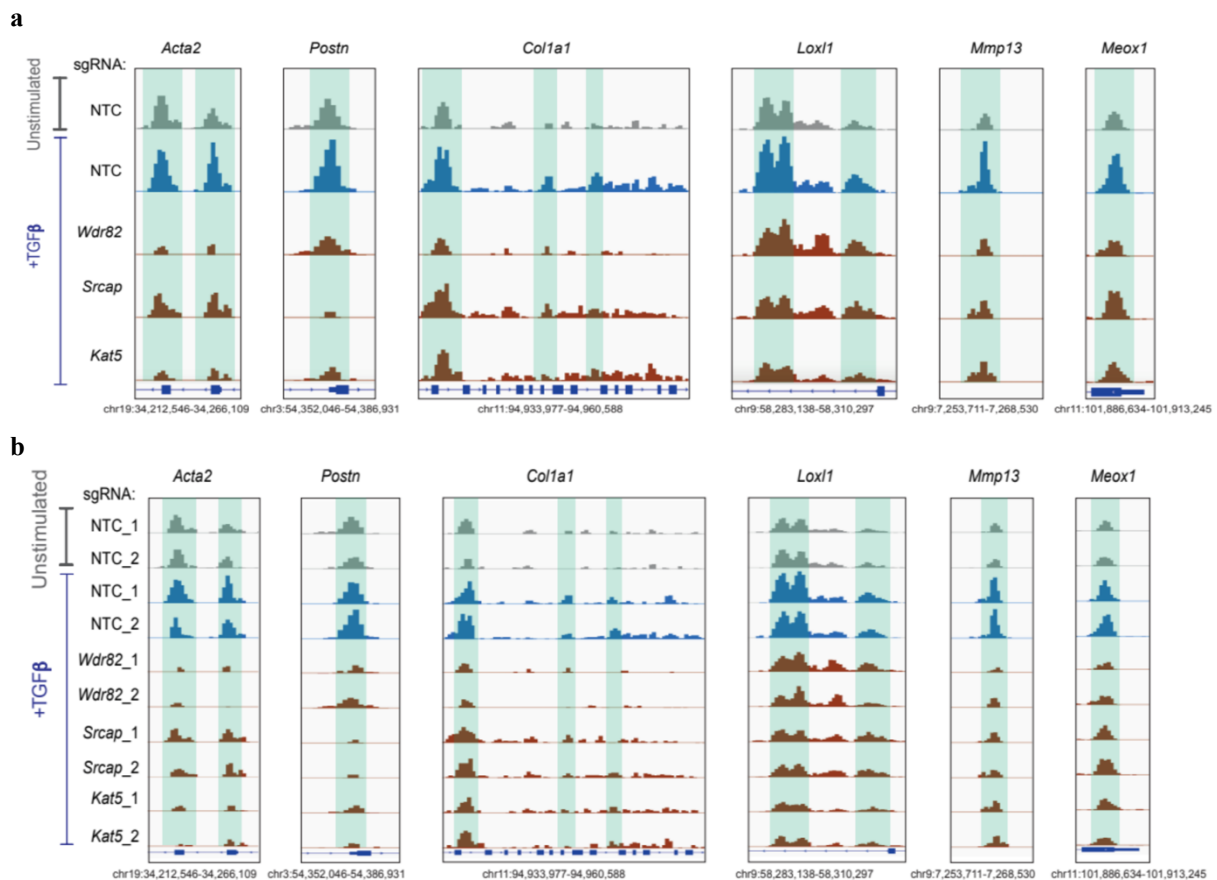 a
Acta2 Postn Col1a1 Loxl1 Mmp13 Meox1
sgRNA:
Unstimulated
NTC
+TGFβ
NTC
Wdr82
Srcap
Kat5
chr19:34,212,546-34,266,109 chr3:54,352,046-54,386,931 chr11:94,933,977-94,960,588 chr9:58,283,138-58,310,297 chr9:7,253,711-7,268,530 chr11:101,886,634-101,913,245
b
Acta2 Postn Col1a1 Loxl1 Mmp13 Meox1
sgRNA:
Unstimulated
NTC_1
NTC_2
+TGFβ
NTC_1
NTC_2
Wdr82_1
Wdr82_2
Srcap_1
Srcap_2
Kat5_1
Kat5_2
chr19:34,212,546-34,266,109 chr3:54,352,046-54,386,931 chr11:94,933,977-94,960,588 chr9:58,283,138-58,310,297 chr9:7,253,711-7,268,530 chr11:101,886,634-101,913,245